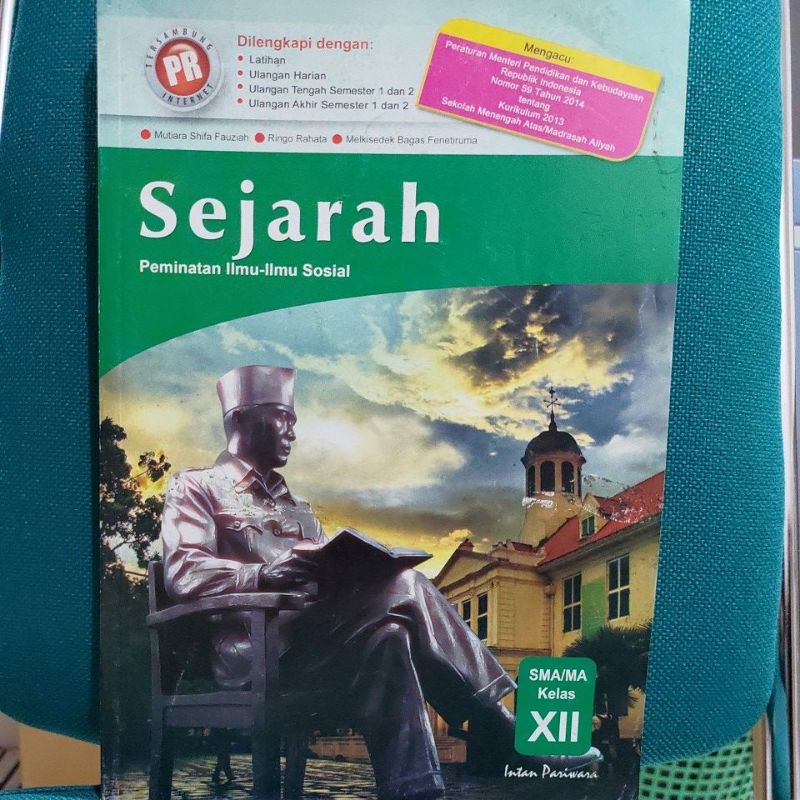 TERSAMBUNG
PR
INTERNET
Dilengkapi dengan:
• Latihan
• Ulangan Harian
• Ulangan Tengah Semester 1 dan 2
• Ulangan Akhir Semester 1 dan 2
Mengacu:
Peraturan Menteri Pendidikan dan Kebudayaan
Republik Indonesia
Nomor 59 Tahun 2014
tentang
Kurikulum 2013
Sekolah Menengah Atas/Madrasah Aliyah
● Mutiara Shifa Fauziah ● Ringo Rahata ● Melkisedek Bagas Fenetiruma
Sejarah
Peminatan Ilmu-Ilmu Sosial
SMA/MA
Kelas
XII
Intan Pariwara